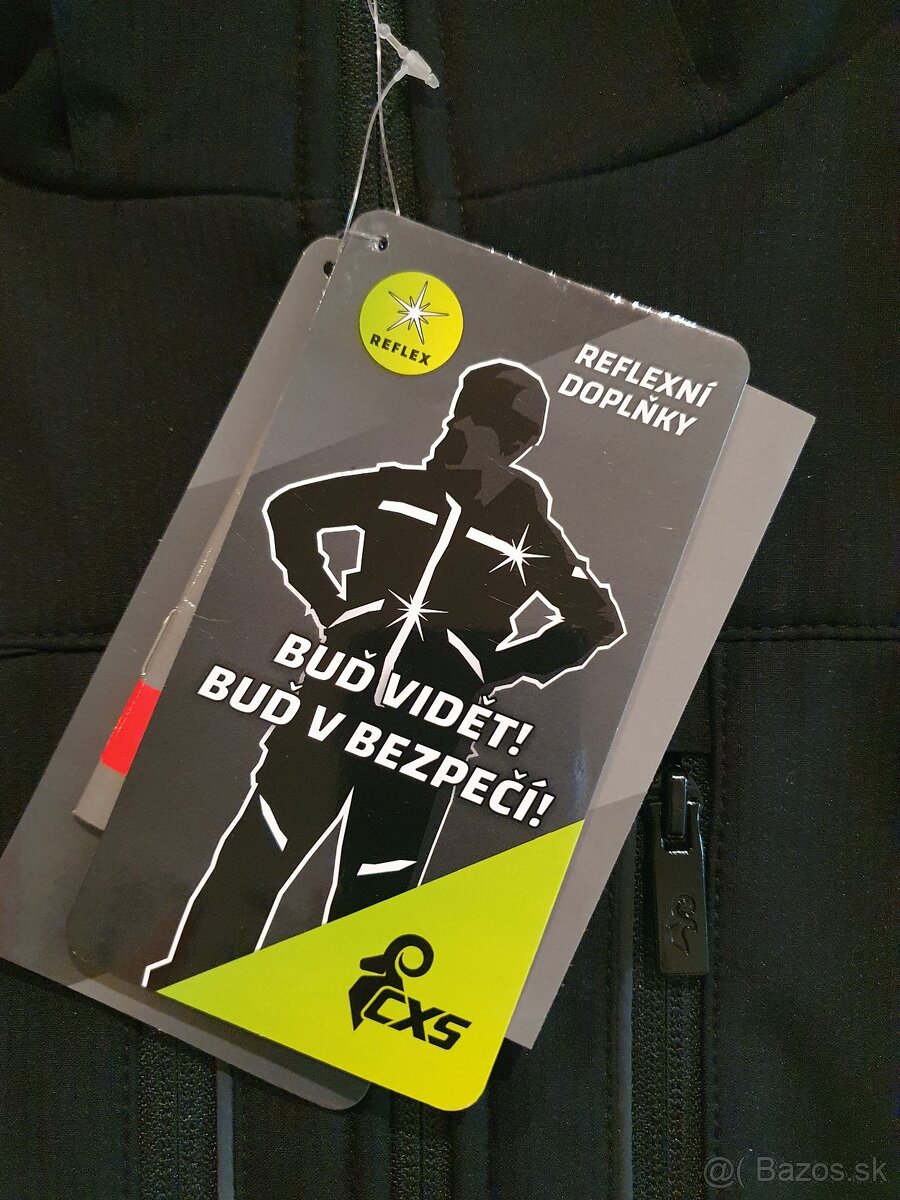 REFLEX
REFLEXNÍ
DOPLŇKY
BUĎ VIDĚT!
BUĎ V BEZPEČÍ!
CXS
@( Bazos.sk